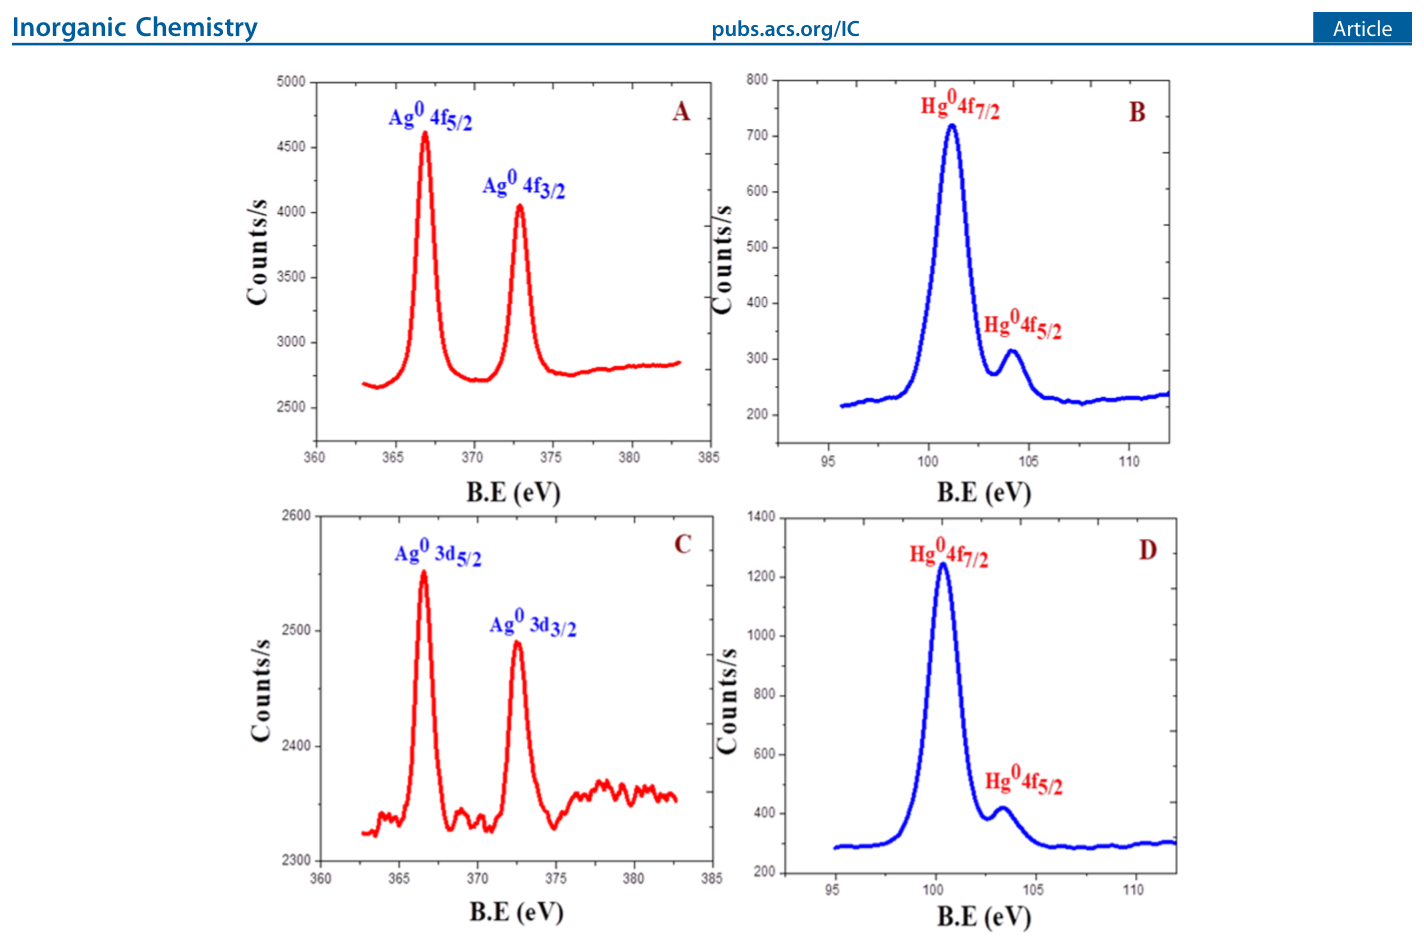 Inorganic Chemistry
pubs.acs.org/IC
Article
A
Ag0 4f5/2
Ag0 4f3/2
5000
4500
4000
3500
3000
2500
Counts/s
360
365
370
375
380
385
B.E (eV)
B
Hg0 4f7/2
Hg0 4f5/2
800
700
600
500
400
300
200
Counts/s
95
100
105
110
B.E (eV)
C
Ag0 3d5/2
Ag0 3d3/2
2600
2500
2400
2300
Counts/s
360
365
370
375
380
385
B.E (eV)
D
Hg0 4f7/2
Hg0 4f5/2
1400
1200
1000
800
600
400
200
Counts/s
95
100
105
110
B.E (eV)